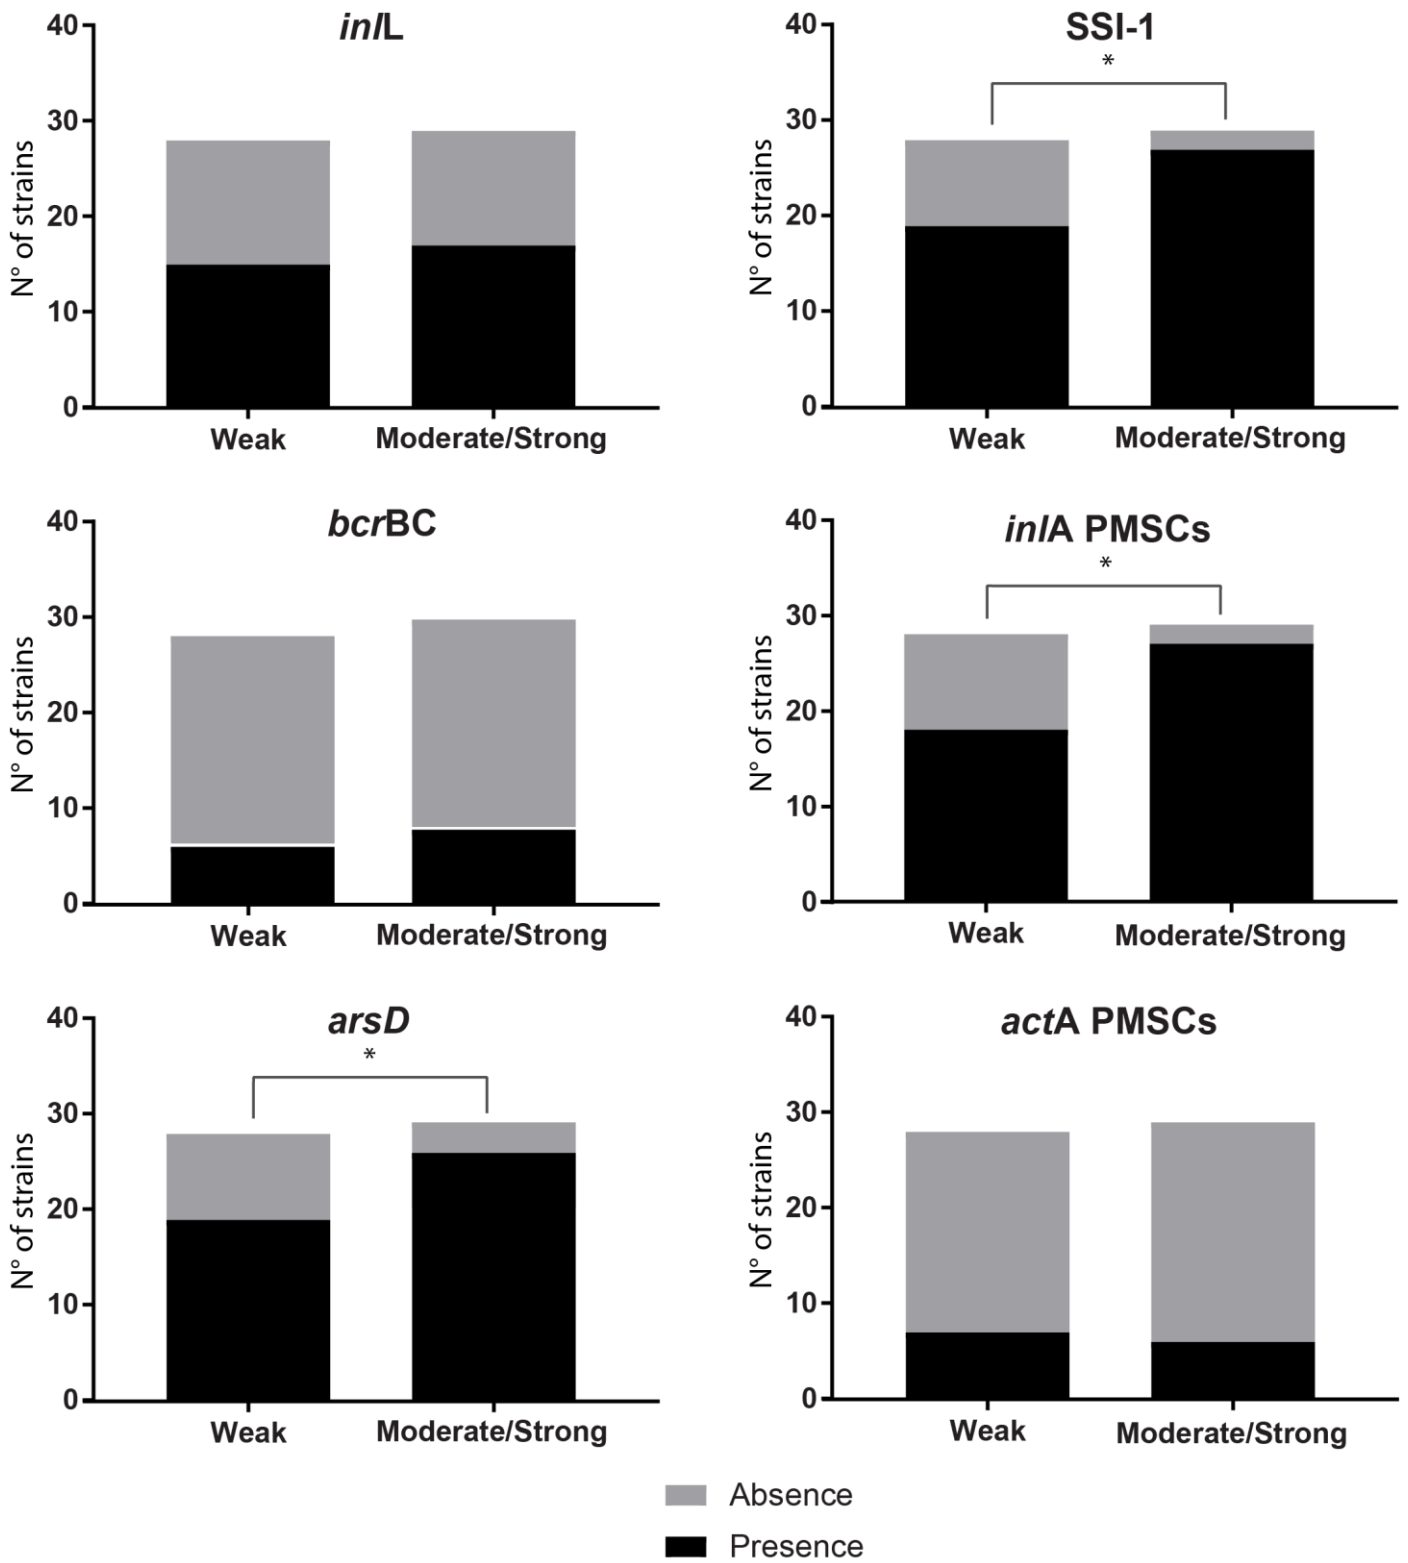 inlL
40
30
20
10
0
N° of strains
Weak
Moderate/Strong
SSI-1
*
40
30
20
10
0
N° of strains
Weak
Moderate/Strong
bcrBC
40
30
20
10
0
N° of strains
Weak
Moderate/Strong
inlA PMSCs
*
40
30
20
10
0
N° of strains
Weak
Moderate/Strong
arsD
*
40
30
20
10
0
N° of strains
Weak
Moderate/Strong
actA PMSCs
40
30
20
10
0
N° of strains
Weak
Moderate/Strong
Absence
Presence